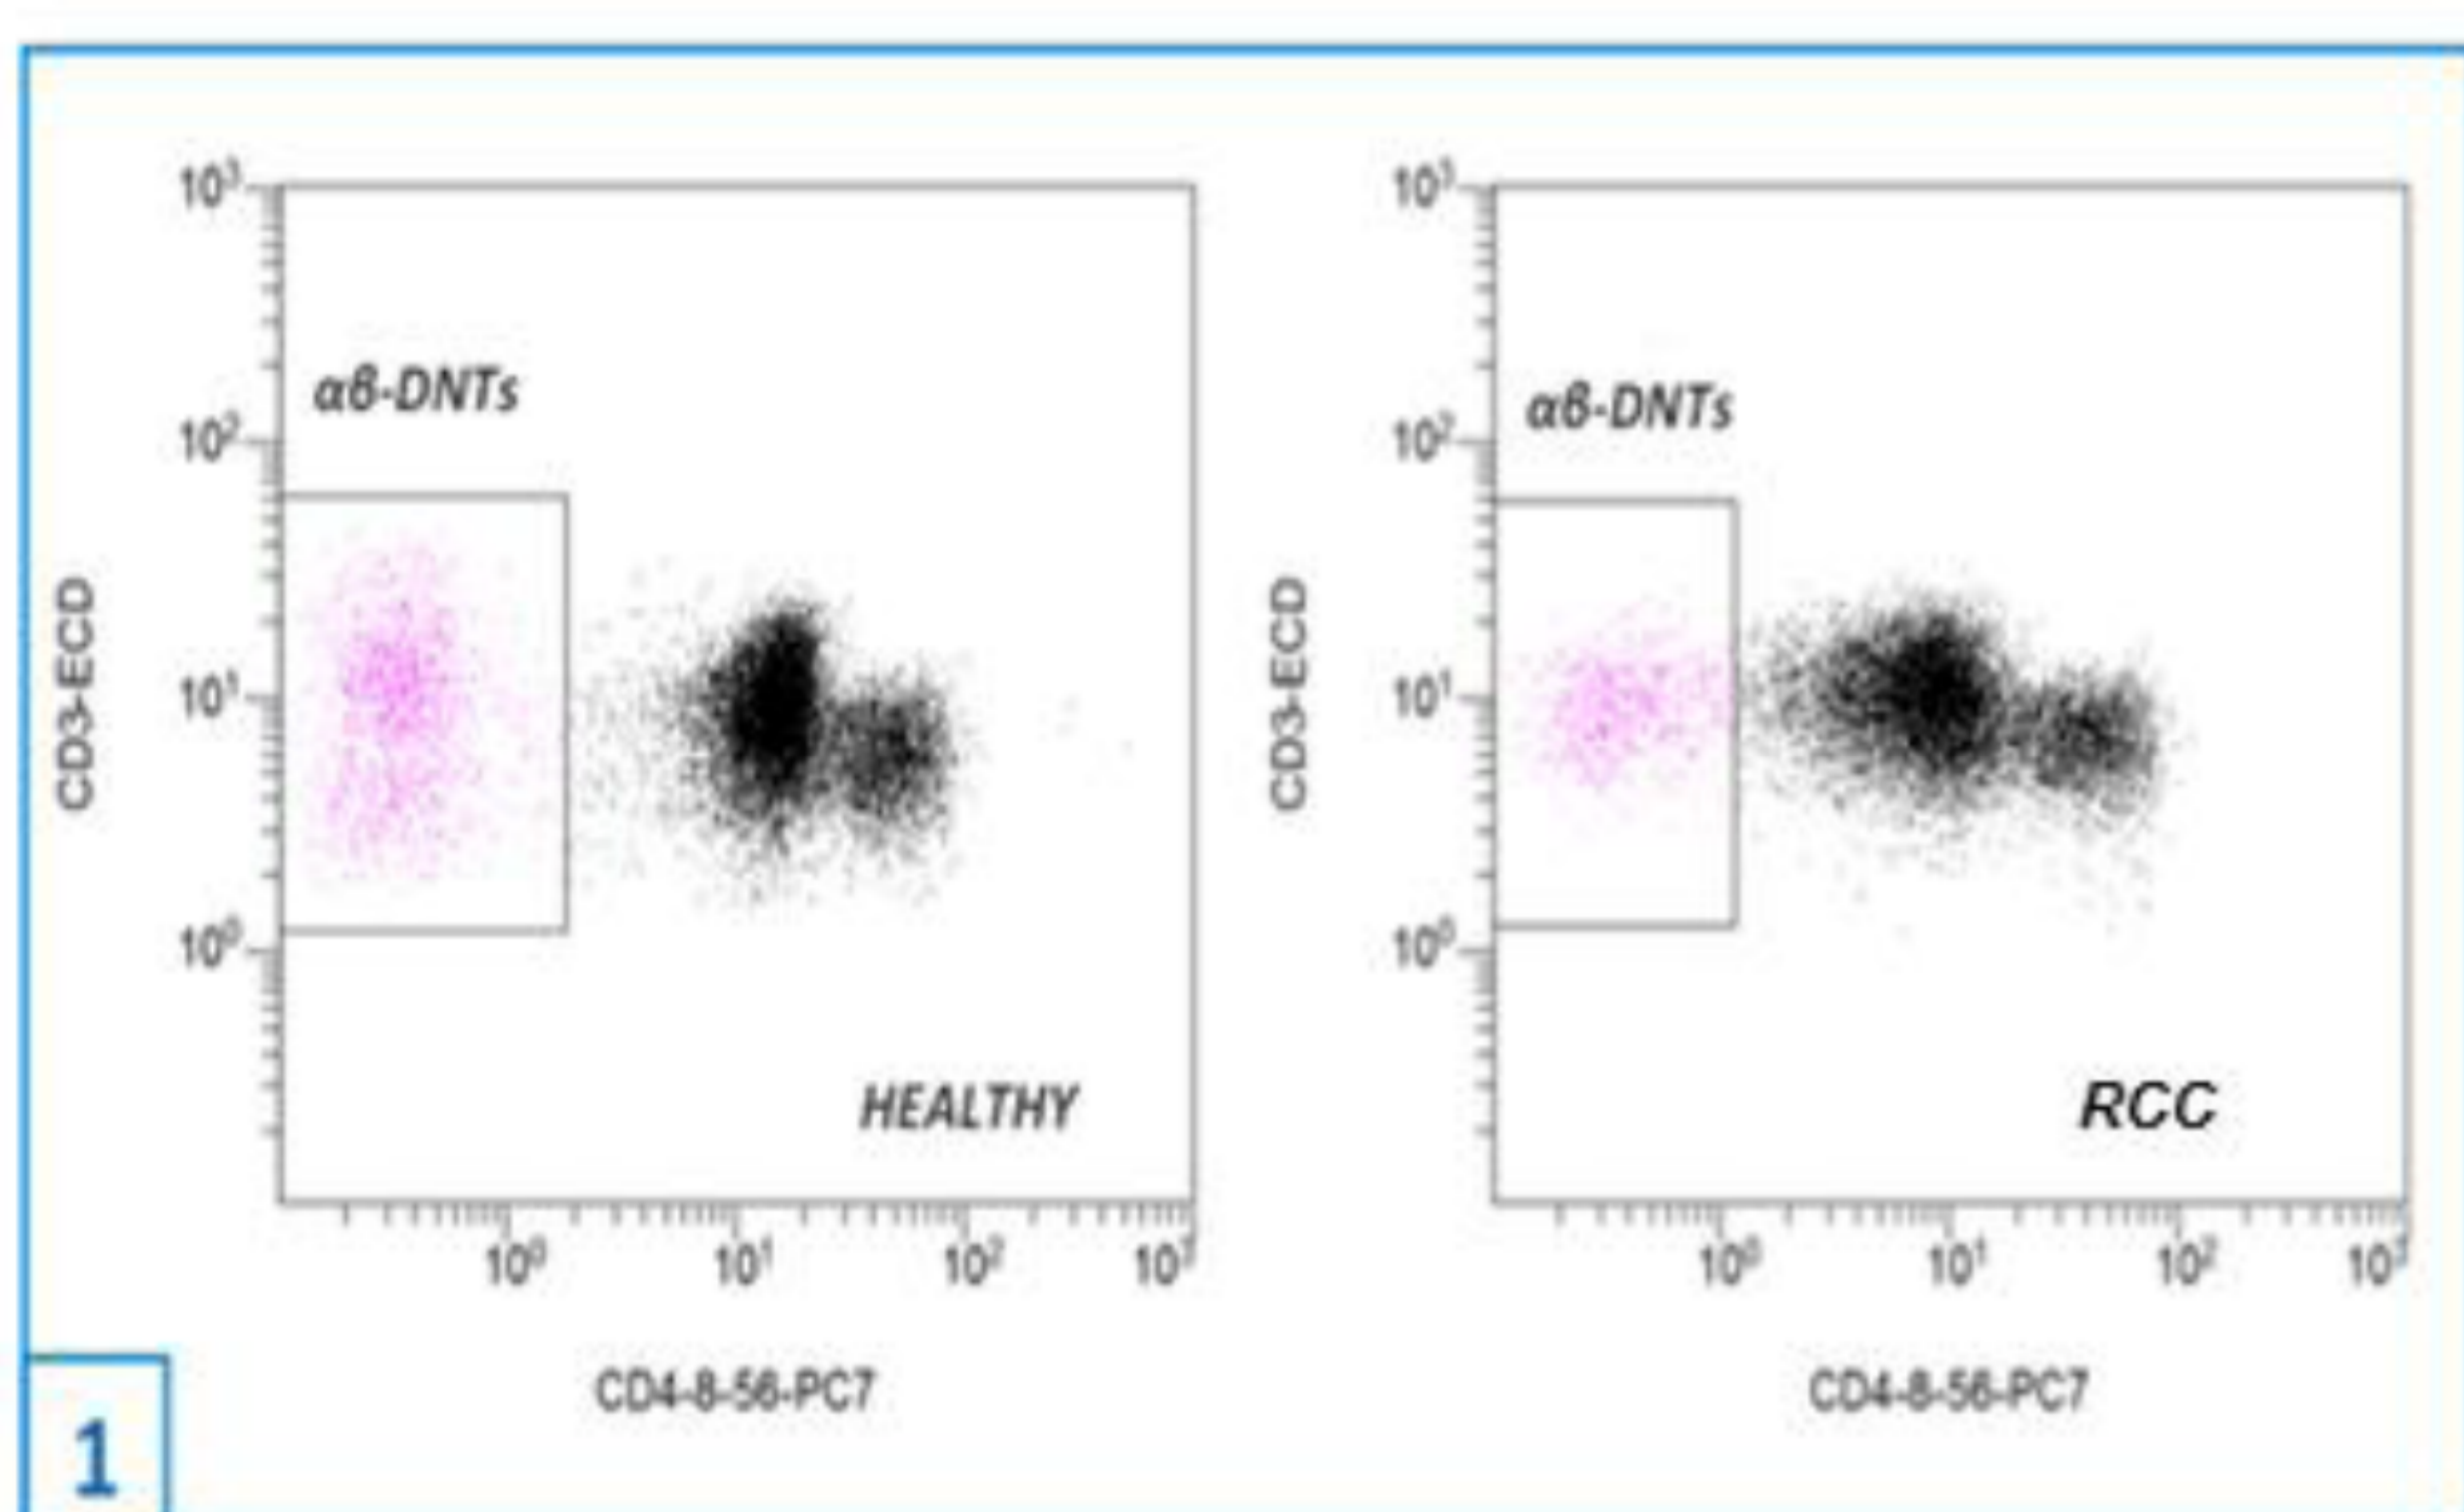 10³
αβ-DNTs
10²
CD3-ECD
10¹
10⁰
HEALTHY
10⁰ 10¹ 10² 10³
CD4-8-56-PC7
10³
αβ-DNTs
10²
CD3-ECD
10¹
10⁰
RCC
10⁰ 10¹ 10² 10³
CD4-8-56-PC7
1